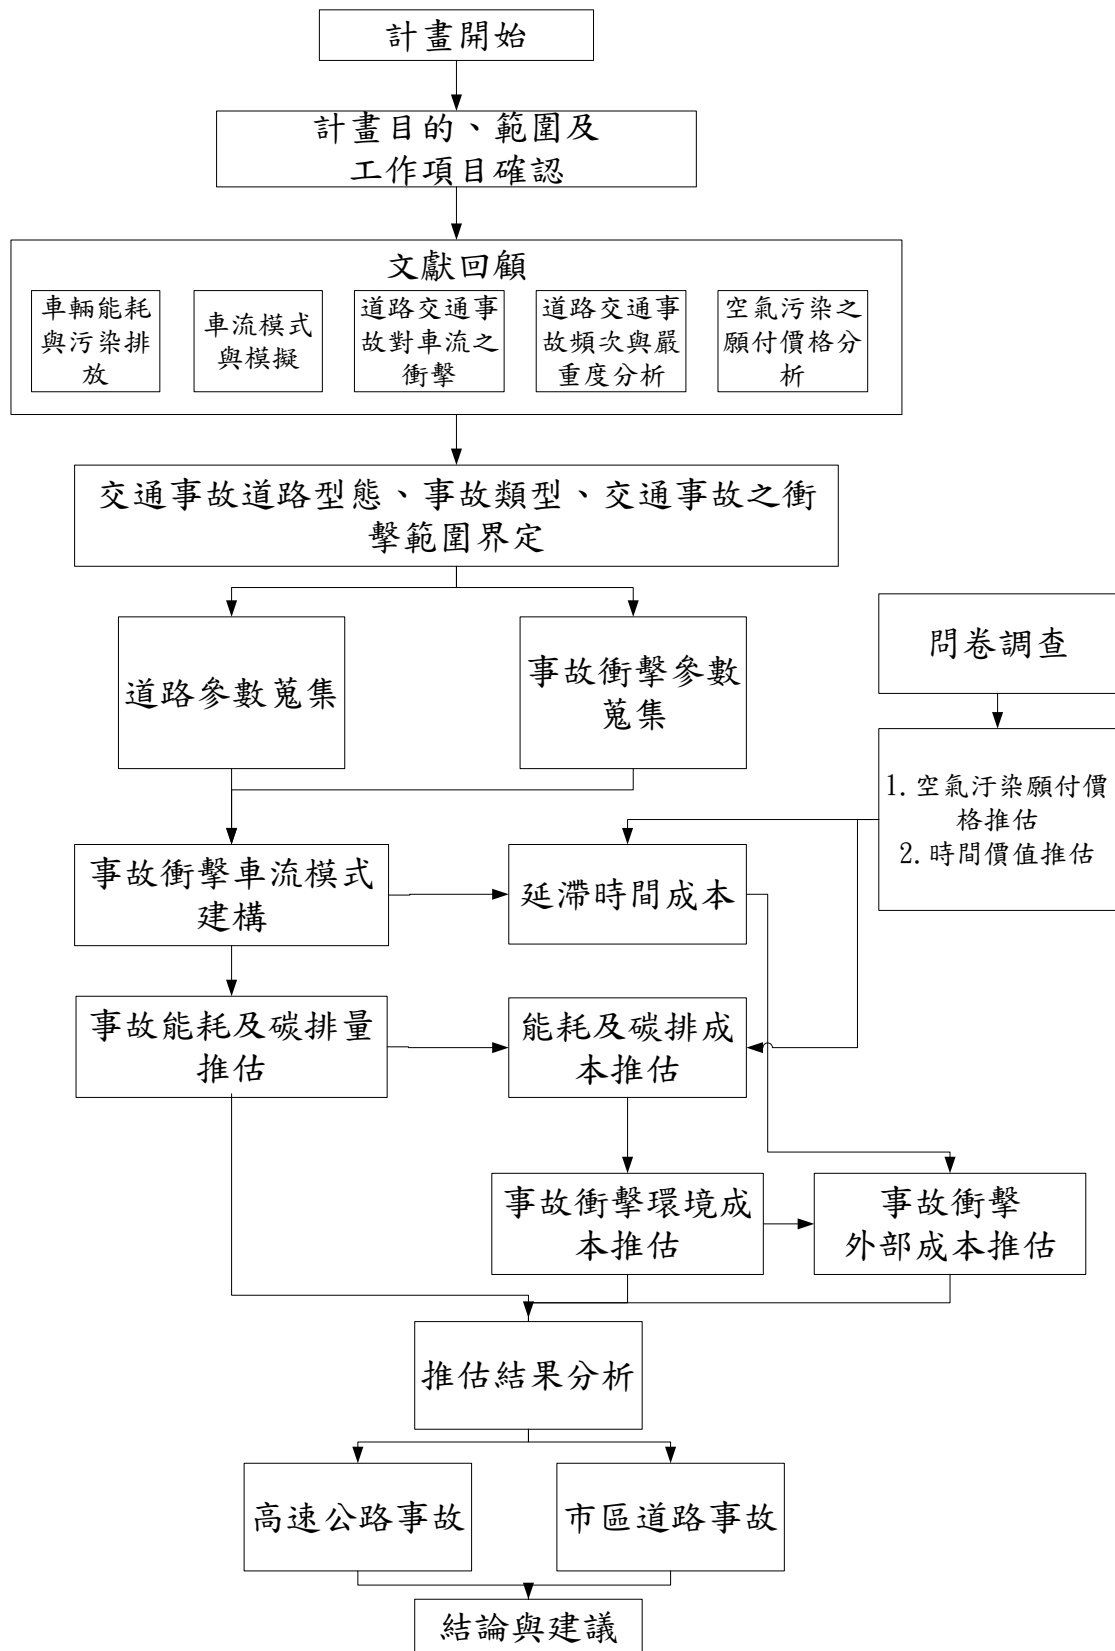 計畫開始
計畫目的、範圍及
工作項目確認
文獻回顧
車輛能耗
與污染排
放
車流模式
與模擬
道路交通事
故對車流之
衝擊
道路交通事
故頻次與嚴
重度分析
空氣污染之
願付價格分
析
交通事故道路型態、事故類型、交通事故之衝
擊範圍界定
道路參數蒐集
事故衝擊參數
蒐集
問卷調查
1. 空氣汙染願付價
格推估
2. 時間價值推估
事故衝擊車流模式
建構
延滯時間成本
事故能耗及碳排量
推估
能耗及碳排成
本推估
事故衝擊環境成
本推估
事故衝擊
外部成本推估
推估結果分析
高速公路事故
市區道路事故
結論與建議